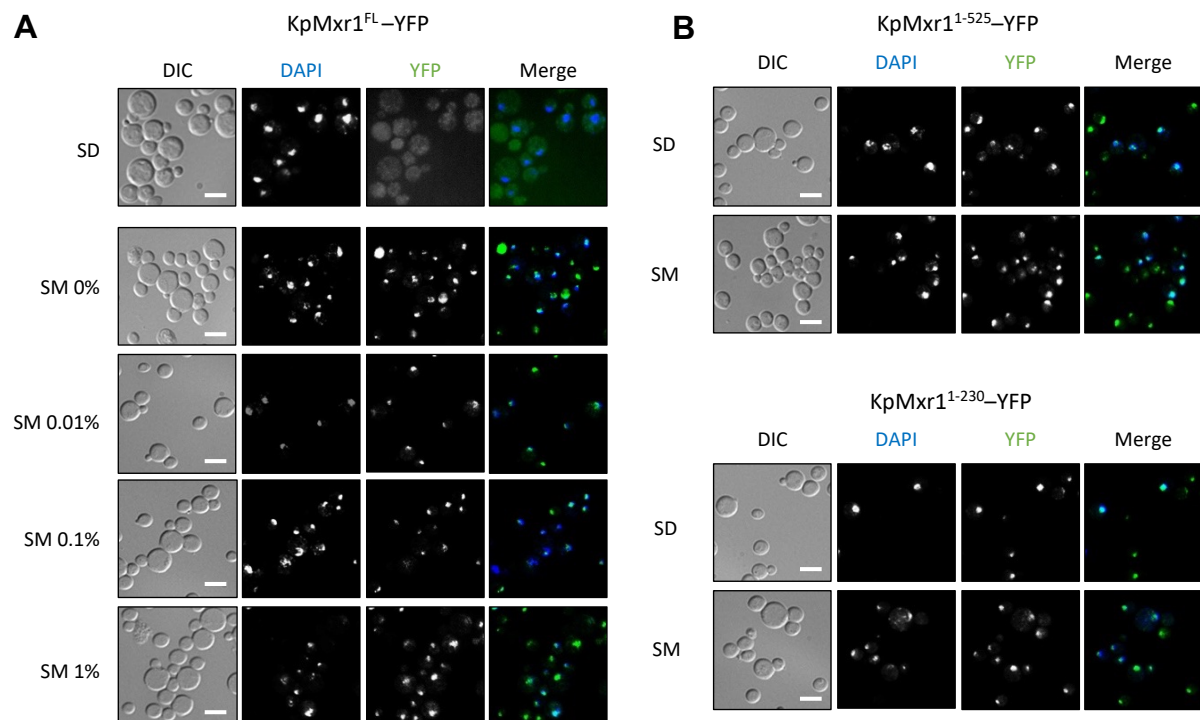 A
KpMxr1FL–YFP
DIC DAPI YFP Merge
SD
SM 0%
SM 0.01%
SM 0.1%
SM 1%
B
KpMxr11-525–YFP
DIC DAPI YFP Merge
SD
SM
KpMxr11-230–YFP
DIC DAPI YFP Merge
SD
SM